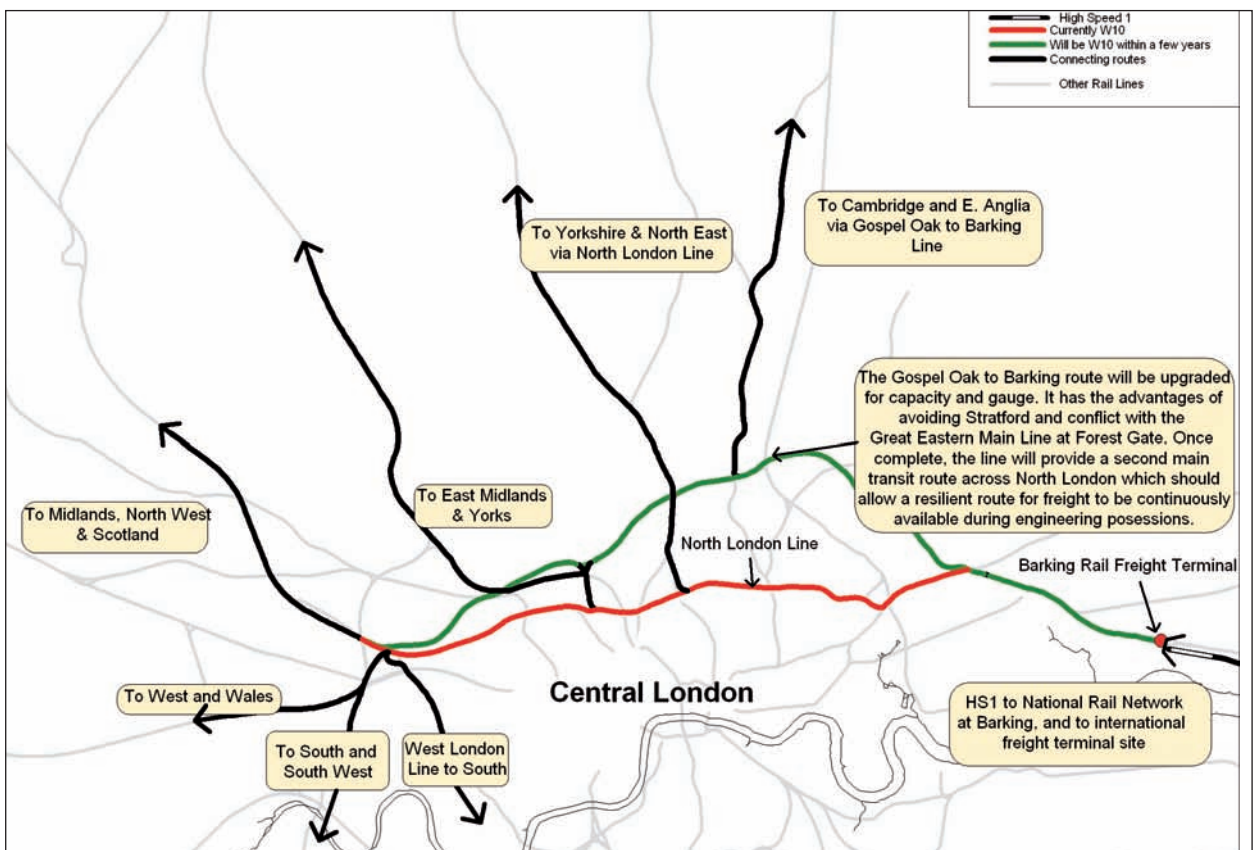 High Speed 1
Currently W10
Will be W10 within a few years
Connecting routes
Other Rail Lines
To Cambridge and E. Anglia
via Gospel Oak to Barking
Line
To Yorkshire & North East
via North London Line
The Gospel Oak to Barking route will be upgraded
for capacity and gauge. It has the advantages of
avoiding Stratford and conflict with the
Great Eastern Main Line at Forest Gate. Once
complete, the line will provide a second main
transit route across North London which should
allow a resilient route for freight to be continuously
available during engineering posessions.
To East Midlands
& Yorks
To Midlands, North West
& Scotland
North London Line
Barking Rail Freight Terminal
To West and Wales
Central London
HS1 to National Rail Network
at Barking, and to international
freight terminal site
To South and
South West
West London
Line to South